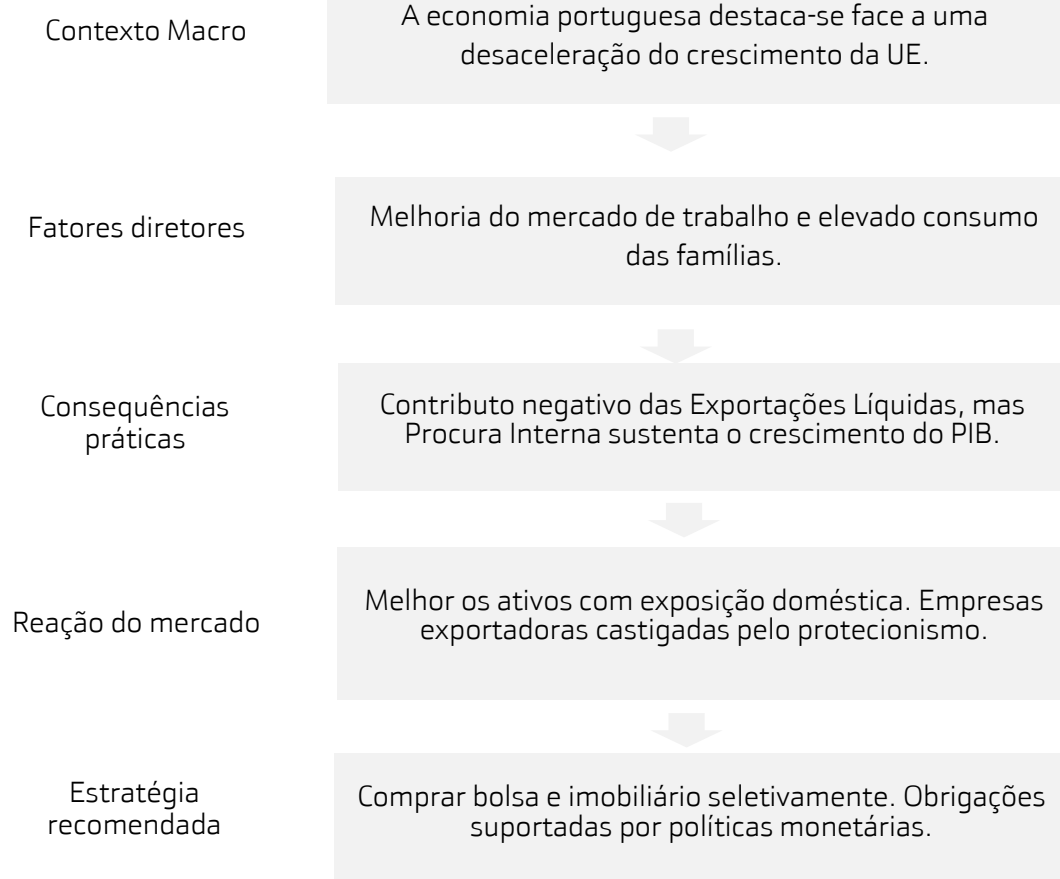 Contexto Macro
A economia portuguesa destaca-se face a uma
desaceleração do crescimento da UE.
Fatores diretores
Melhoria do mercado de trabalho e elevado consumo
das famílias.
Consequências
práticas
Contributo negativo das Exportações Líquidas, mas
Procura Interna sustenta o crescimento do PIB.
Reação do mercado
Melhor os ativos com exposição doméstica. Empresas
exportadoras castigadas pelo protecionismo.
Estratégia
recomendada
Comprar bolsa e imobiliário seletivamente. Obrigações
suportadas por políticas monetárias.